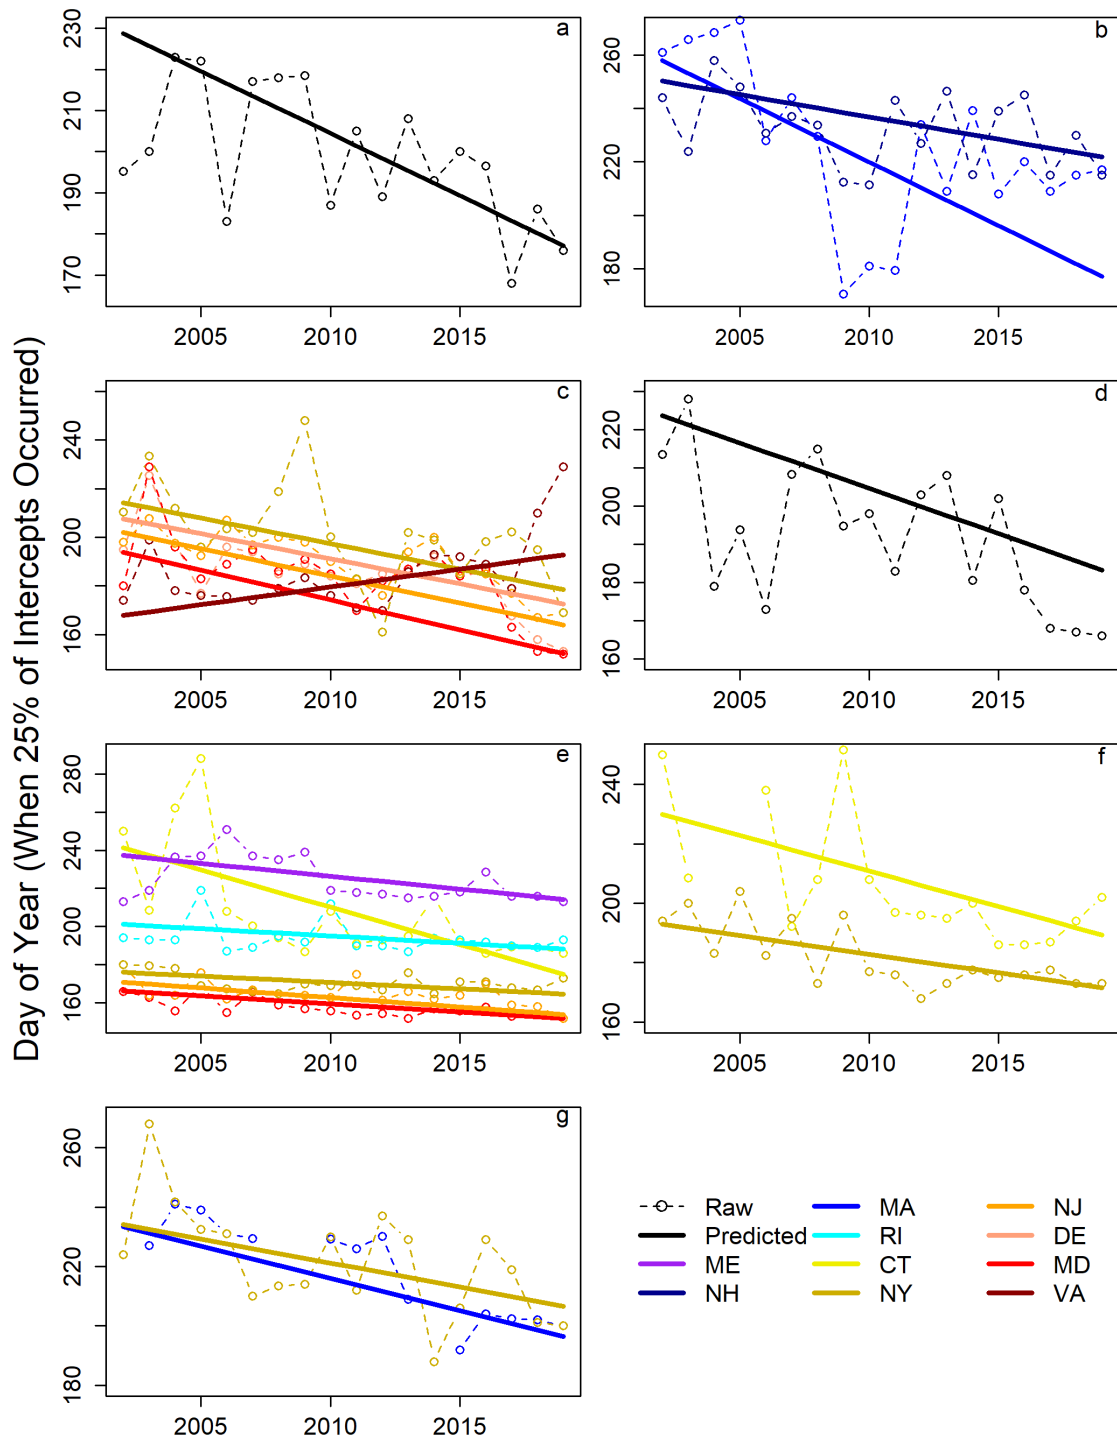 Day of Year (When 25% of Intercepts Occurred)
a
230
210
190
170
2005 2010 2015
b
260
220
180
2005 2010 2015
c
240
200
160
2005 2010 2015
d
220
200
180
160
2005 2010 2015
e
280
240
200
160
2005 2010 2015
f
240
200
160
2005 2010 2015
g
260
220
180
2005 2010 2015
Raw MA NJ
Predicted RI DE
ME CT MD
NH NY VA